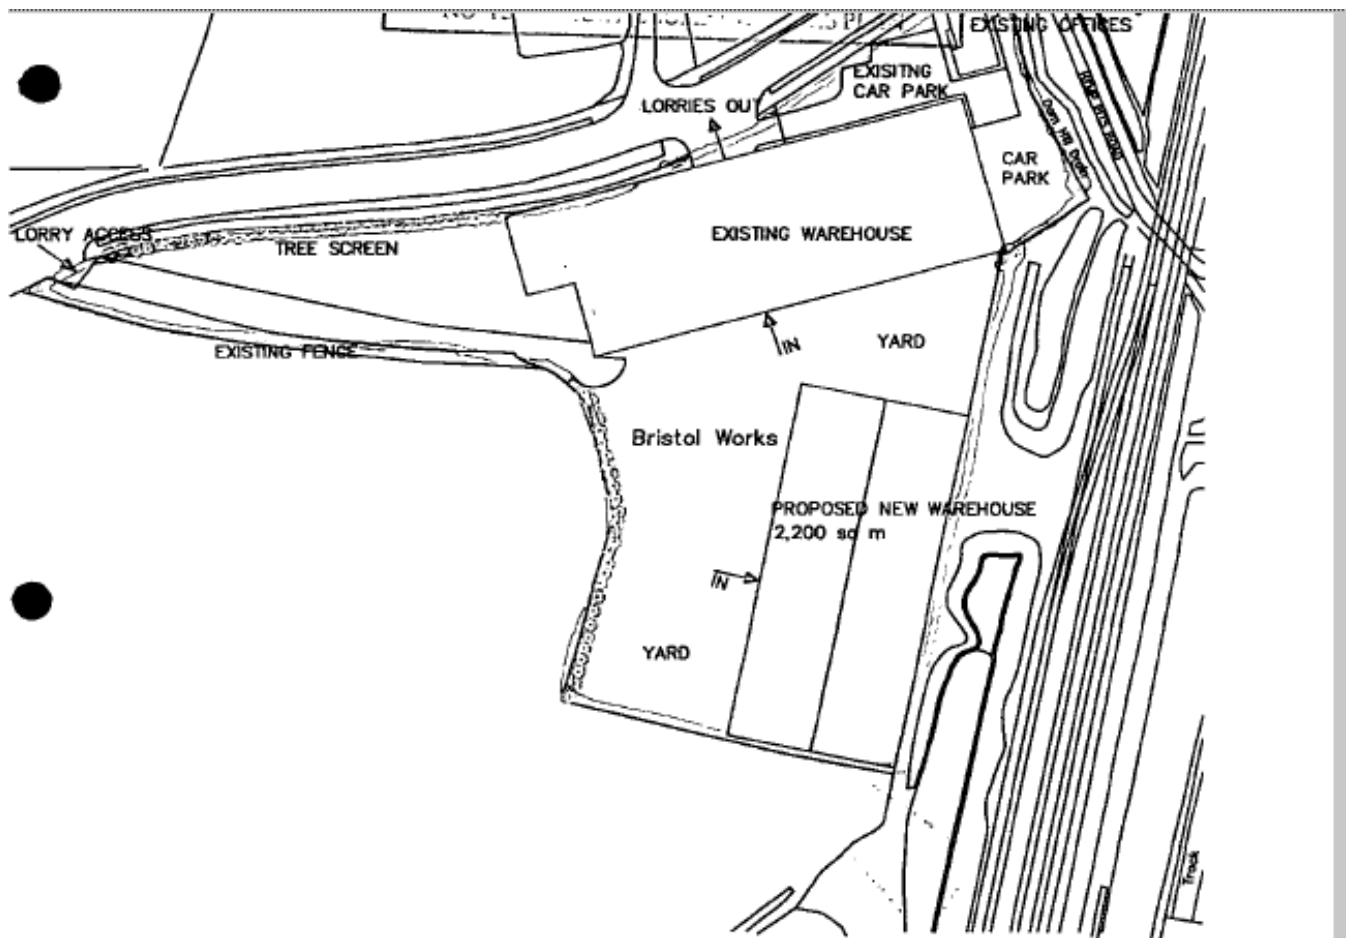 EXISTING OFFICES
EXISITNG
CAR PARK
LORRIES OUT
CAR
PARK
LORRY ACCESS
TREE SCREEN
EXISTING WAREHOUSE
EXISTING FENCE
IN
YARD
Bristol Works
PROPOSED NEW WAREHOUSE
2,200 sq m
IN
YARD
Track